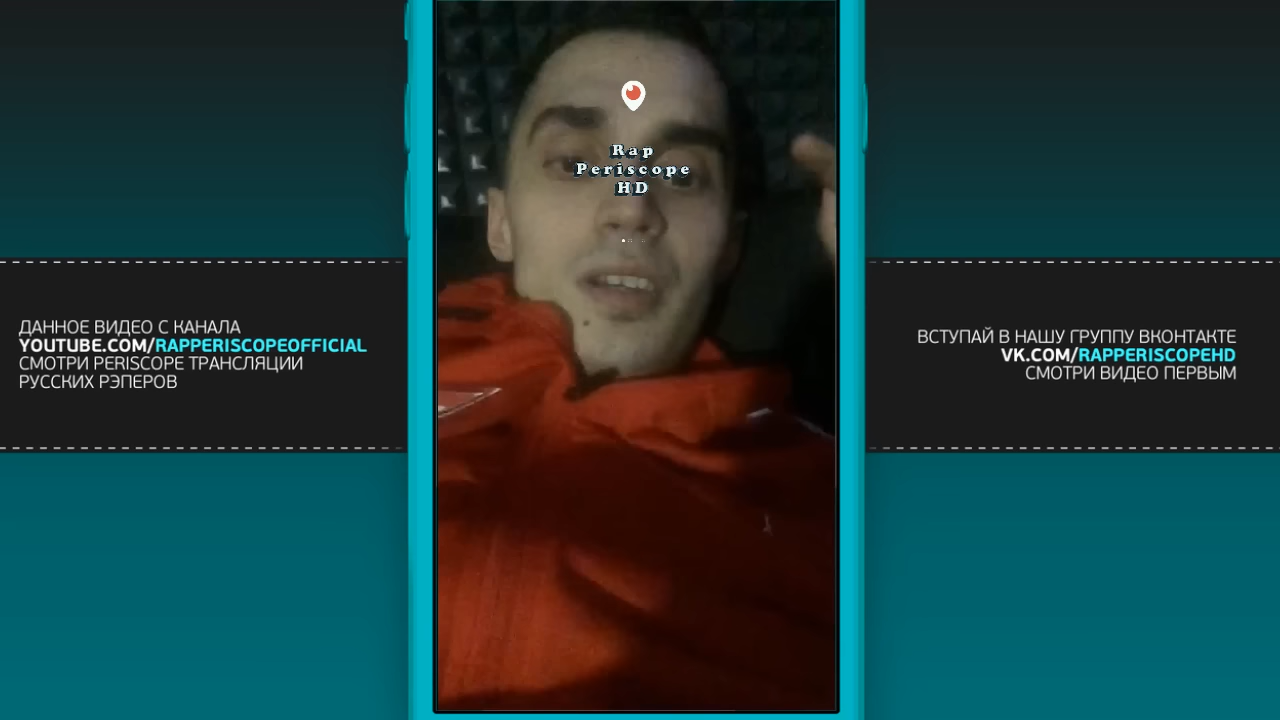 Rap
Periscope
HD
ДАННОЕ ВИДЕО С КАНАЛА
YOUTUBE.COM/RAPPERISCOPEOFFICIAL
СМОТРИ PERISCOPE ТРАНСЛЯЦИИ
РУССКИХ РЭПЕРОВ
ВСТУПАЙ В НАШУ ГРУППУ ВКОНТАКТЕ
VK.COM/RAPPERISCOPEHD
СМОТРИ ВИДЕО ПЕРВЫМ